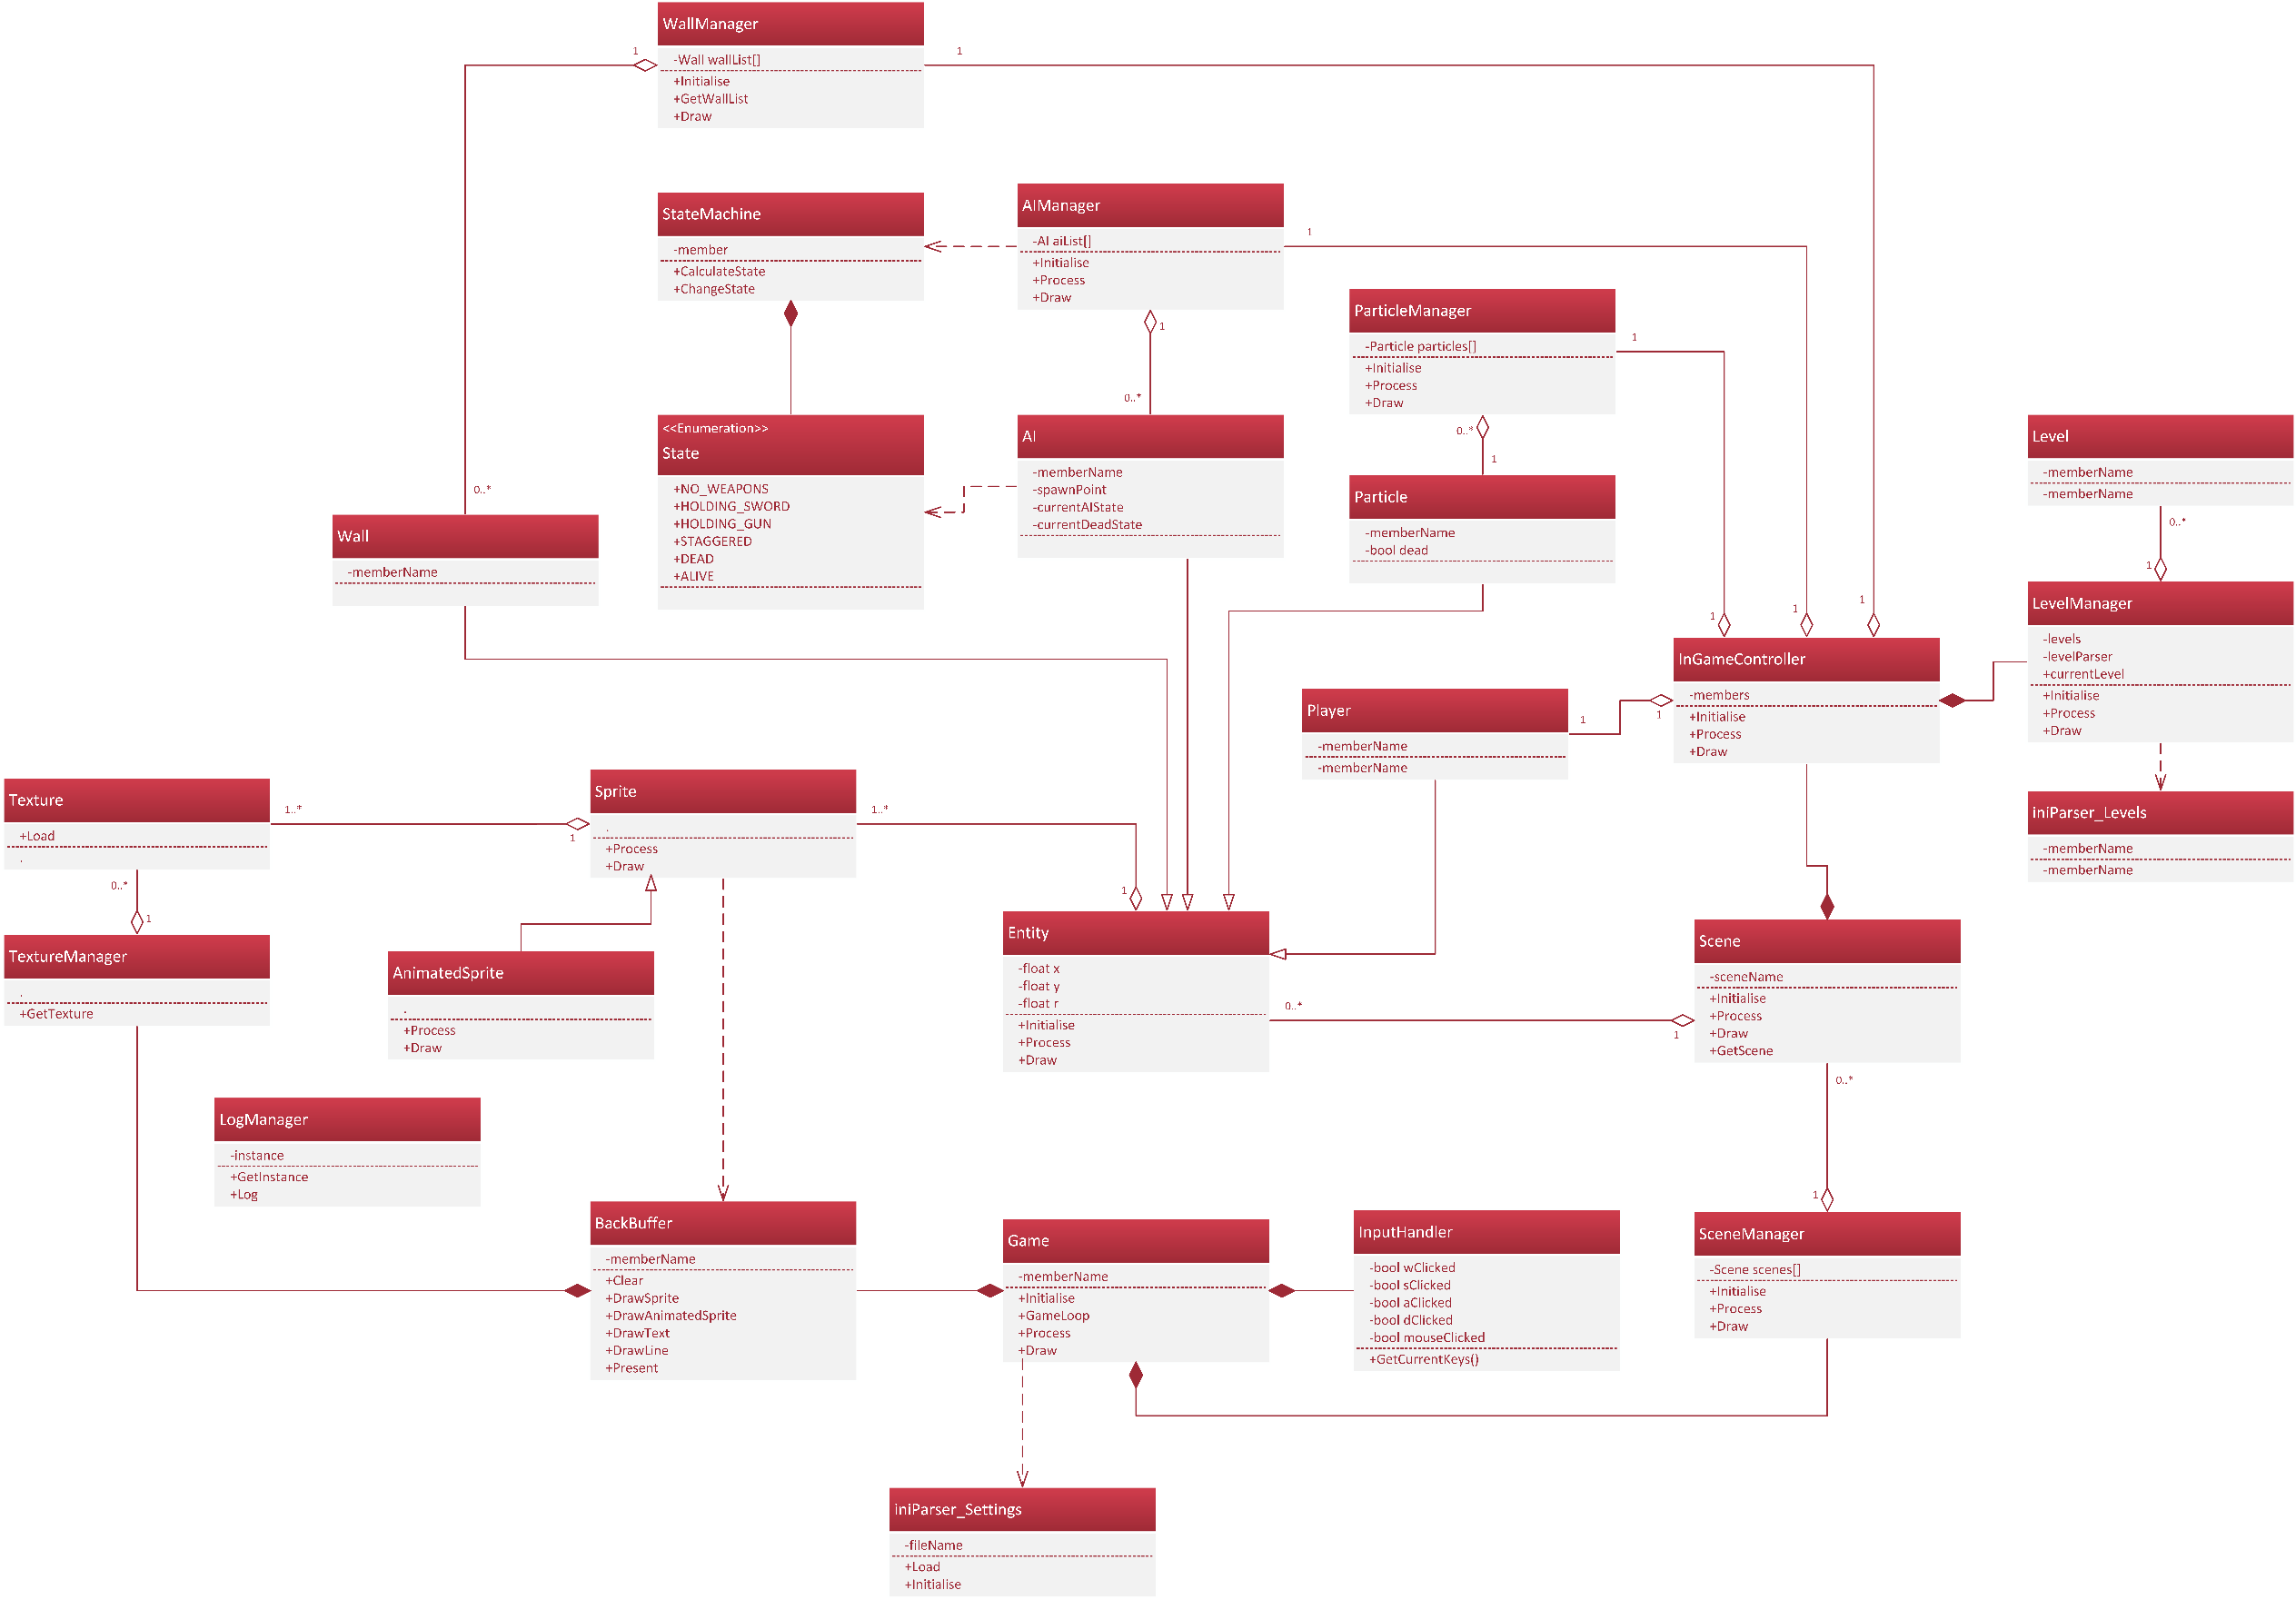 WallManager
-Wall wallList[]
+Initialise
+GetWallList
+Draw
1
1
StateMachine
-member
+CalculateState
+ChangeState
AIManager
-AI aiList[]
+Initialise
+Process
+Draw
1
1
0..*
ParticleManager
-Particle particles[]
+Initialise
+Process
+Draw
1
0..*
1
<<Enumeration>>
State
+NO_WEAPONS
+HOLDING_SWORD
+HOLDING_GUN
+STAGGERED
+DEAD
+ALIVE
AI
-memberName
-spawnPoint
-currentAIState
-currentDeadState
Particle
-memberName
-bool dead
Level
-memberName
-memberName
0..*
1
0..*
Wall
-memberName
LevelManager
-levels
-levelParser
+currentLevel
+Initialise
+Process
+Draw
1
1
1
InGameController
-members
+Initialise
+Process
+Draw
Player
-memberName
-memberName
1
1
iniParser_Levels
-memberName
-memberName
Texture
+Load
.
1..*
1
Sprite
.
+Process
+Draw
1..*
1
0..*
1
TextureManager
.
+GetTexture
AnimatedSprite
.
+Process
+Draw
Entity
-float x
-float y
-float r
+Initialise
+Process
+Draw
0..*
1
Scene
-sceneName
+Initialise
+Process
+Draw
+GetScene
0..*
1
LogManager
-instance
+GetInstance
+Log
BackBuffer
-memberName
+Clear
+DrawSprite
+DrawAnimatedSprite
+DrawText
+DrawLine
+Present
Game
-memberName
+Initialise
+GameLoop
+Process
+Draw
InputHandler
-bool wClicked
-bool sClicked
-bool aClicked
-bool dClicked
-bool mouseClicked
+GetCurrentKeys()
SceneManager
-Scene scenes[]
+Initialise
+Process
+Draw
iniParser_Settings
-fileName
+Load
+Initialise